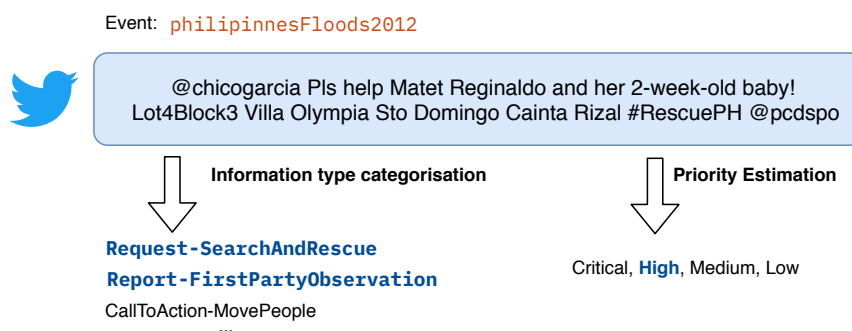 Event: philipinnesFloods2012
@chicogarcia Pls help Matet Reginaldo and her 2-week-old baby!
Lot4Block3 Villa Olympia Sto Domingo Cainta Rizal #RescuePH @pcdspo
Information type categorisation
Priority Estimation
Request-SearchAndRescue
Report-FirstPartyObservation
CallToAction-MovePeople
Critical, High, Medium, Low